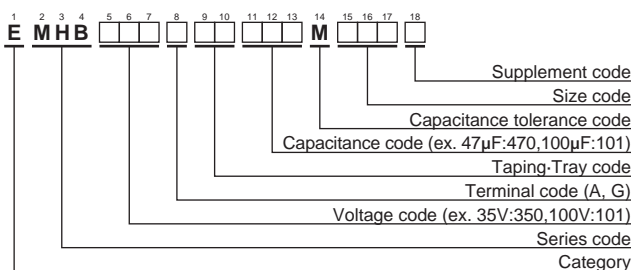 1 2 3 4 5 6 7 8 9 10 11 12 13 14 15 16 17 18
E MHB □□□ □ □□ □□□ M □□□ □
Supplement code
Size code
Capacitance tolerance code
Capacitance code (ex. 47µF:470,100µF:101)
Taping·Tray code
Terminal code (A, G)
Voltage code (ex. 35V:350,100V:101)
Series code
Category